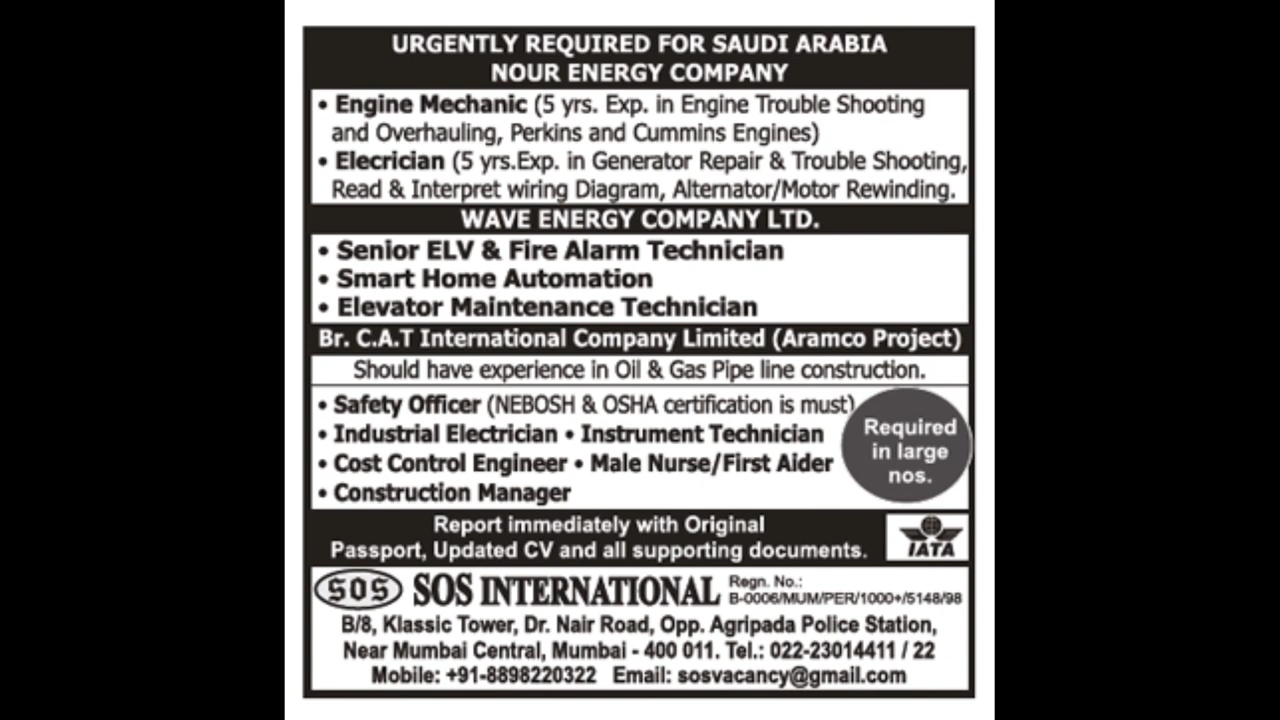 URGENTLY REQUIRED FOR SAUDI ARABIA
NOUR ENERGY COMPANY
• Engine Mechanic (5 yrs. Exp. in Engine Trouble Shooting
and Overhauling, Perkins and Cummins Engines)
• Elecrician (5 yrs.Exp. in Generator Repair & Trouble Shooting,
Read & Interpret wiring Diagram, Alternator/Motor Rewinding.
WAVE ENERGY COMPANY LTD.
• Senior ELV & Fire Alarm Technician
• Smart Home Automation
• Elevator Maintenance Technician
Br. C.A.T International Company Limited (Aramco Project)
Should have experience in Oil & Gas Pipe line construction.
• Safety Officer (NEBOSH & OSHA certification is must)
• Industrial Electrician • Instrument Technician
• Cost Control Engineer • Male Nurse/First Aider
• Construction Manager
Required
in large
nos.
Report immediately with Original
Passport, Updated CV and all supporting documents.
IATA
SOS SOS INTERNATIONAL
Regn. No.:
B-0006/MUM/PER/1000+/5148/98
B/8, Klassic Tower, Dr. Nair Road, Opp. Agripada Police Station,
Near Mumbai Central, Mumbai - 400 011. Tel.: 022-23014411 / 22
Mobile: +91-8898220322 Email: sosvacancy@gmail.com